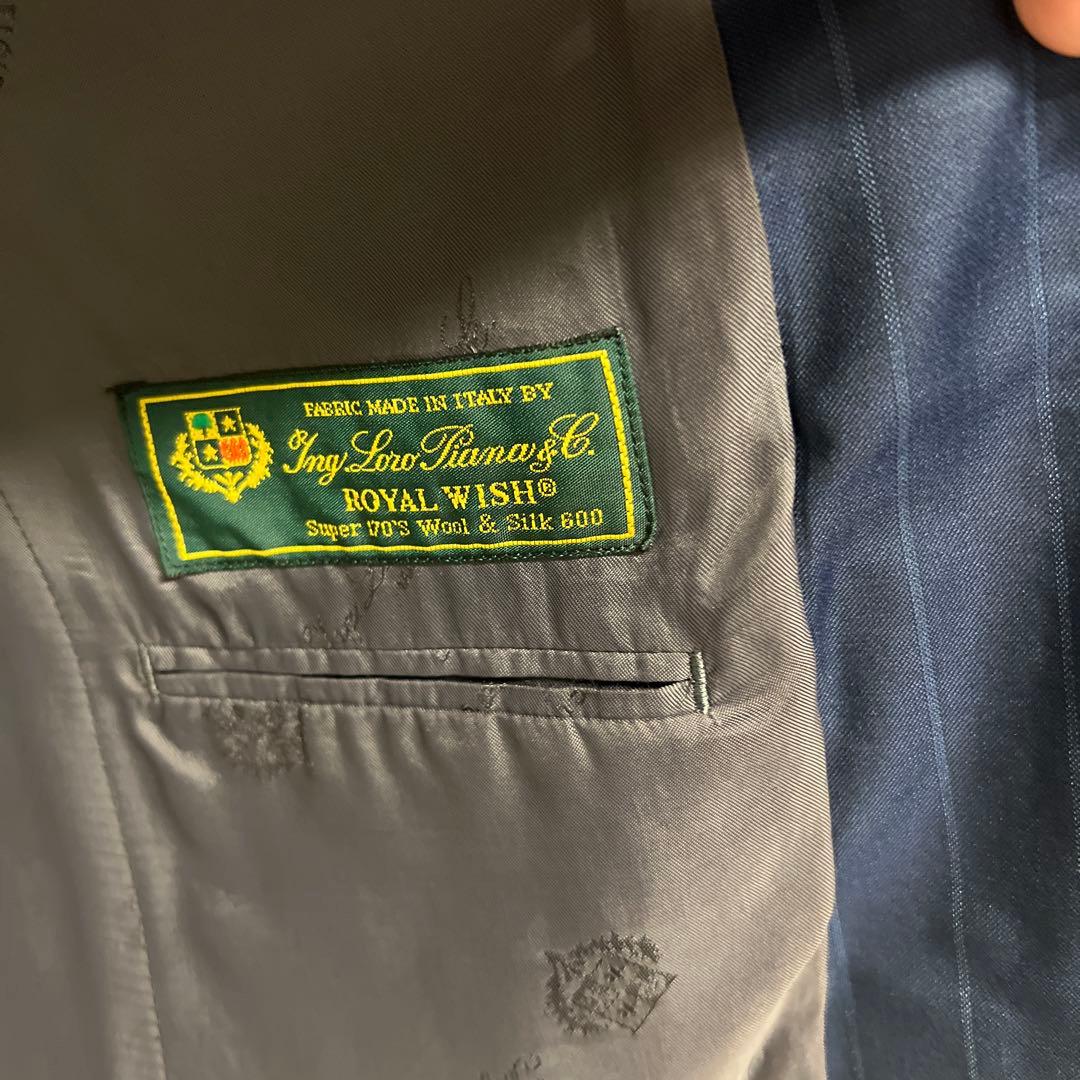 FABRIC MADE IN ITALY BY
Ing Loro Piana & C.
ROYAL WISH®
Super 170'S Wool & Silk 600